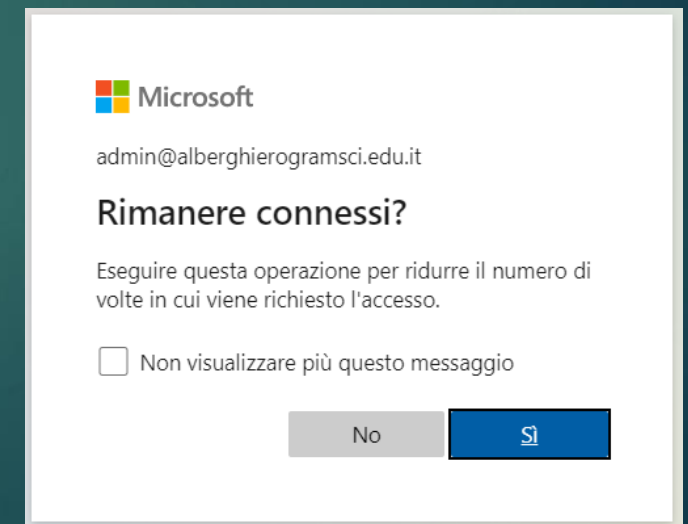 Microsoft
admin@alberghierogramsci.edu.it
Rimanere connessi?
Eseguire questa operazione per ridurre il numero di
volte in cui viene richiesto l'accesso.
Non visualizzare più questo messaggio
No
Sì